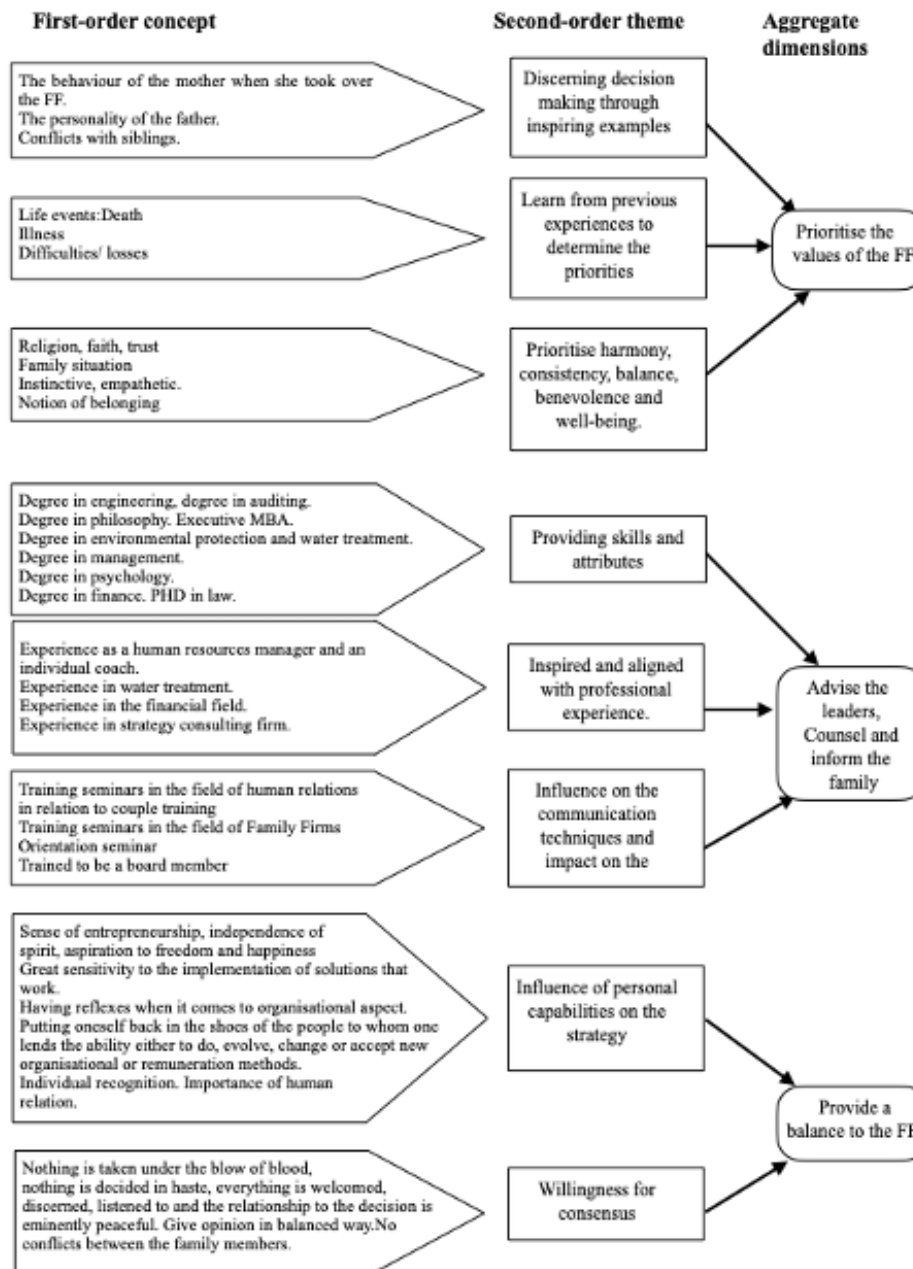 First-order concept
Second-order theme
Aggregate
dimensions
The behaviour of the mother when she took over
the FF.
The personality of the father.
Conflicts with siblings.
Discerning decision
making through
inspiring examples
Life events:Death
Illness
Difficulties/ losses
Learn from previous
experiences to
determine the
priorities
Prioritise the
values of the FF
Religion, faith, trust
Family situation
Instinctive, empathetic.
Notion of belonging
Prioritise harmony,
consistency, balance,
benevolence and
well-being.
Degree in engineering, degree in auditing.
Degree in philosophy. Executive MBA.
Degree in environmental protection and water treatment.
Degree in management.
Degree in psychology.
Degree in finance. PHD in law.
Providing skills and
attributes
Experience as a human resources manager and an
individual coach.
Experience in water treatment.
Experience in the financial field.
Experience in strategy consulting firm.
Inspired and aligned
with professional
experience.
Advise the
leaders,
Counsel and
inform the
family
Training seminars in the field of human relations
in relation to couple training
Training seminars in the field of Family Firms
Orientation seminar
Trained to be a board member
Influence on the
communication
techniques and
impact on the
Sense of entrepreneurship, independence of
spirit, aspiration to freedom and happiness
Great sensitivity to the implementation of solutions that
work.
Having reflexes when it comes to organisational aspect.
Putting oneself back in the shoes of the people to whom one
lends the ability either to do, evolve, change or accept new
organisational or remuneration methods.
Individual recognition. Importance of human
relation.
Influence of personal
capabilities on the
strategy
Provide a
balance to the FF
Nothing is taken under the blow of blood,
nothing is decided in haste, everything is welcomed,
discerned, listened to and the relationship to the decision is
eminently peaceful. Give opinion in balanced way.No
conflicts between the family members.
Willingness for
consensus